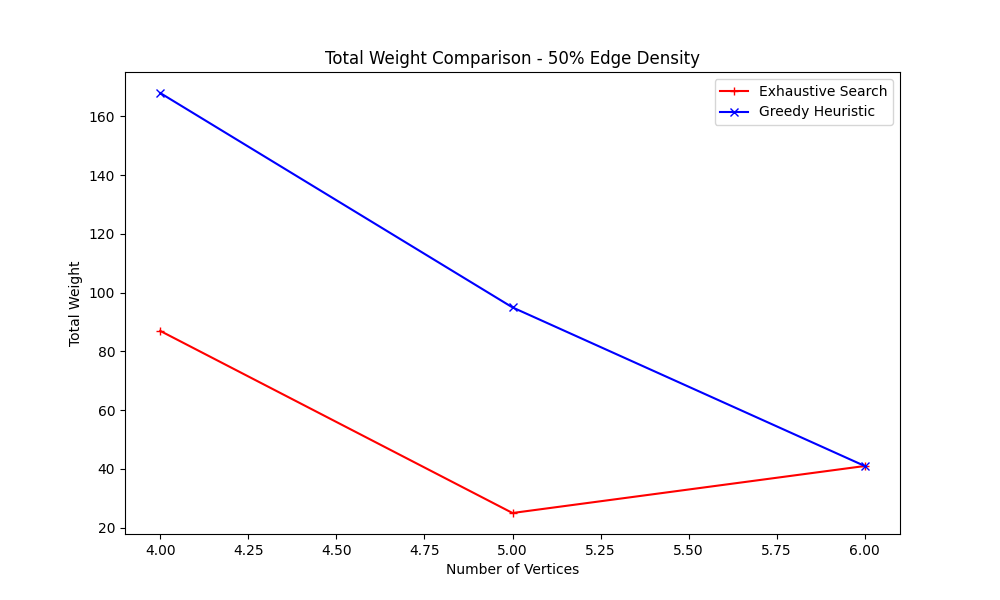 Total Weight Comparison - 50% Edge Density
Exhaustive Search
Greedy Heuristic
160
140
120
100
80
60
40
20
Total Weight
4.00 4.25 4.50 4.75 5.00 5.25 5.50 5.75 6.00
Number of Vertices